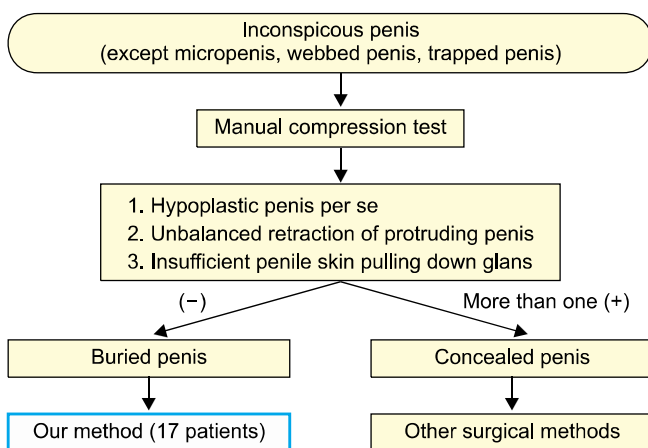 Inconspicous penis
(except micropenis, webbed penis, trapped penis)
Manual compression test
1. Hypoplastic penis per se
2. Unbalanced retraction of protruding penis
3. Insufficient penile skin pulling down glans
(−)
More than one (+)
Buried penis
Concealed penis
Our method (17 patients)
Other surgical methods